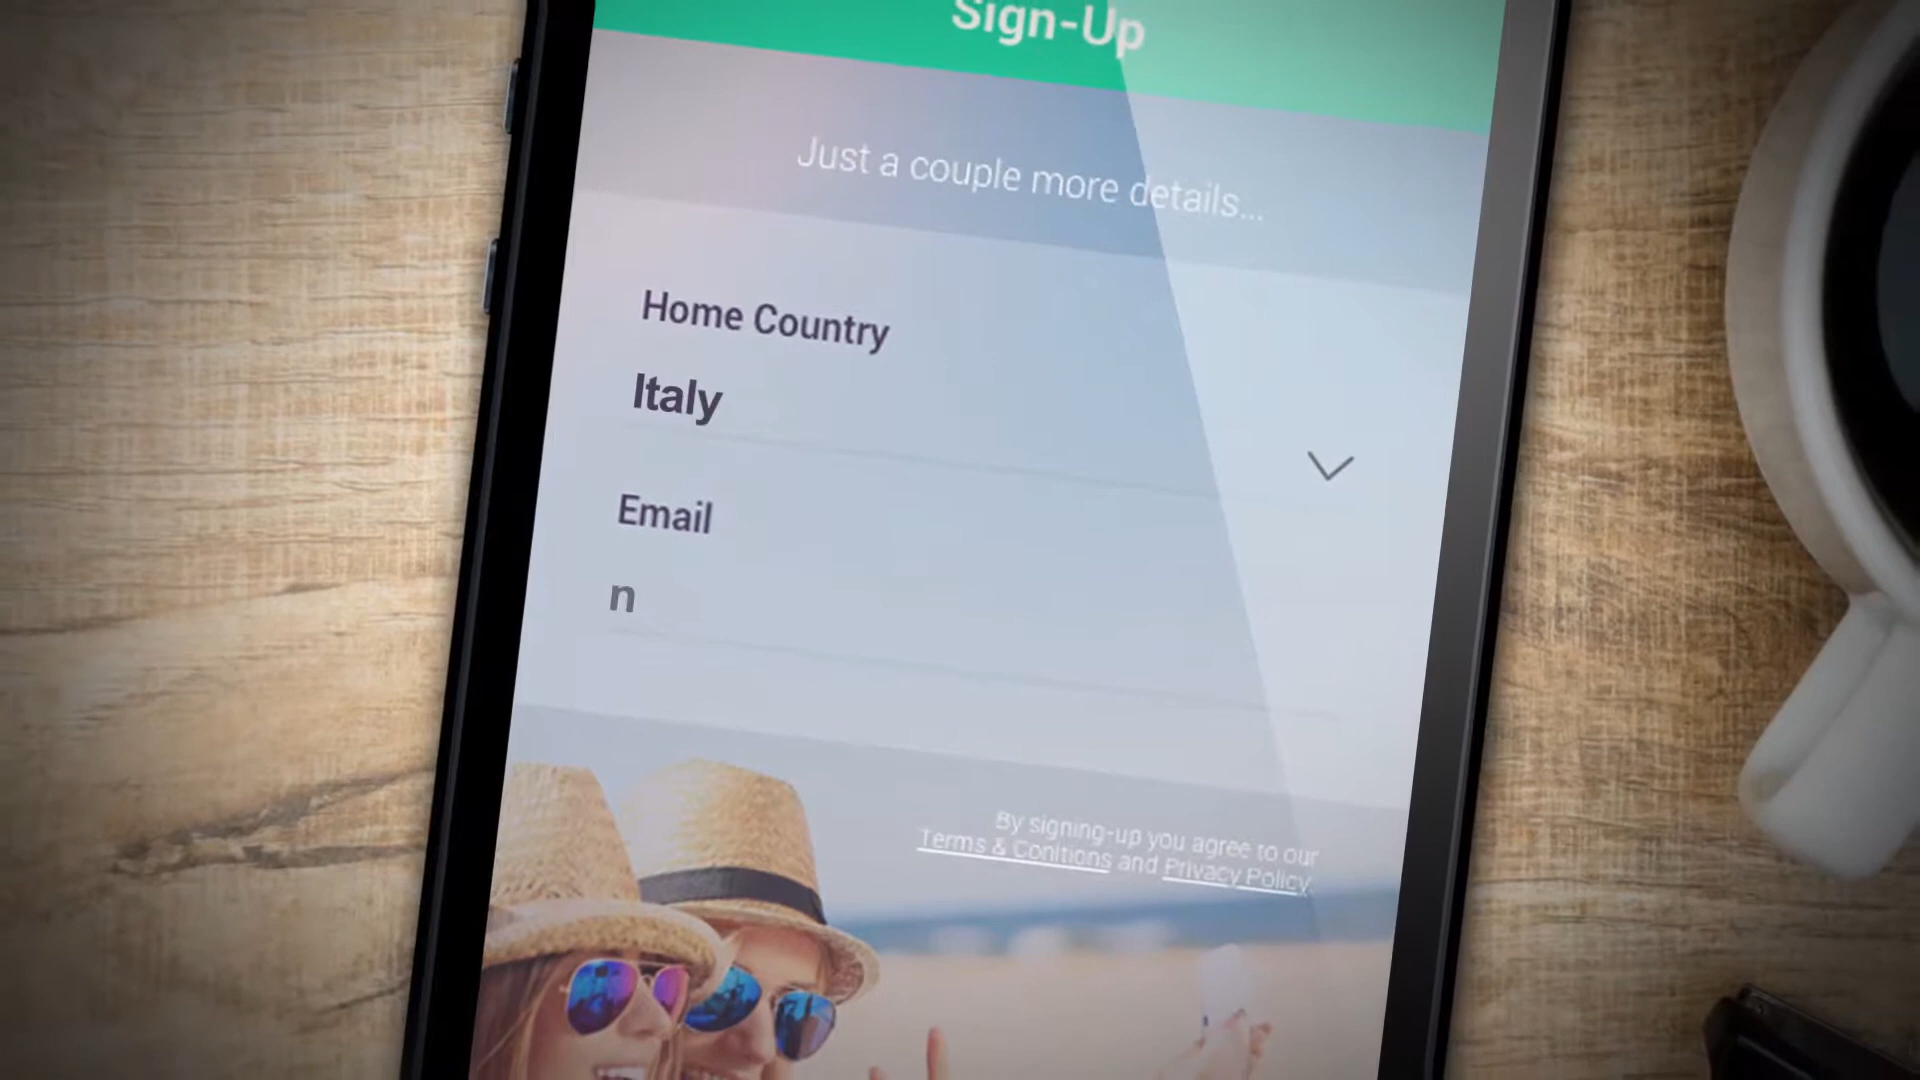 Sign-Up
Just a couple more details...
Home Country
Italy
Email
n
By signing-up you agree to our
Terms & Conitions and Privacy Policy